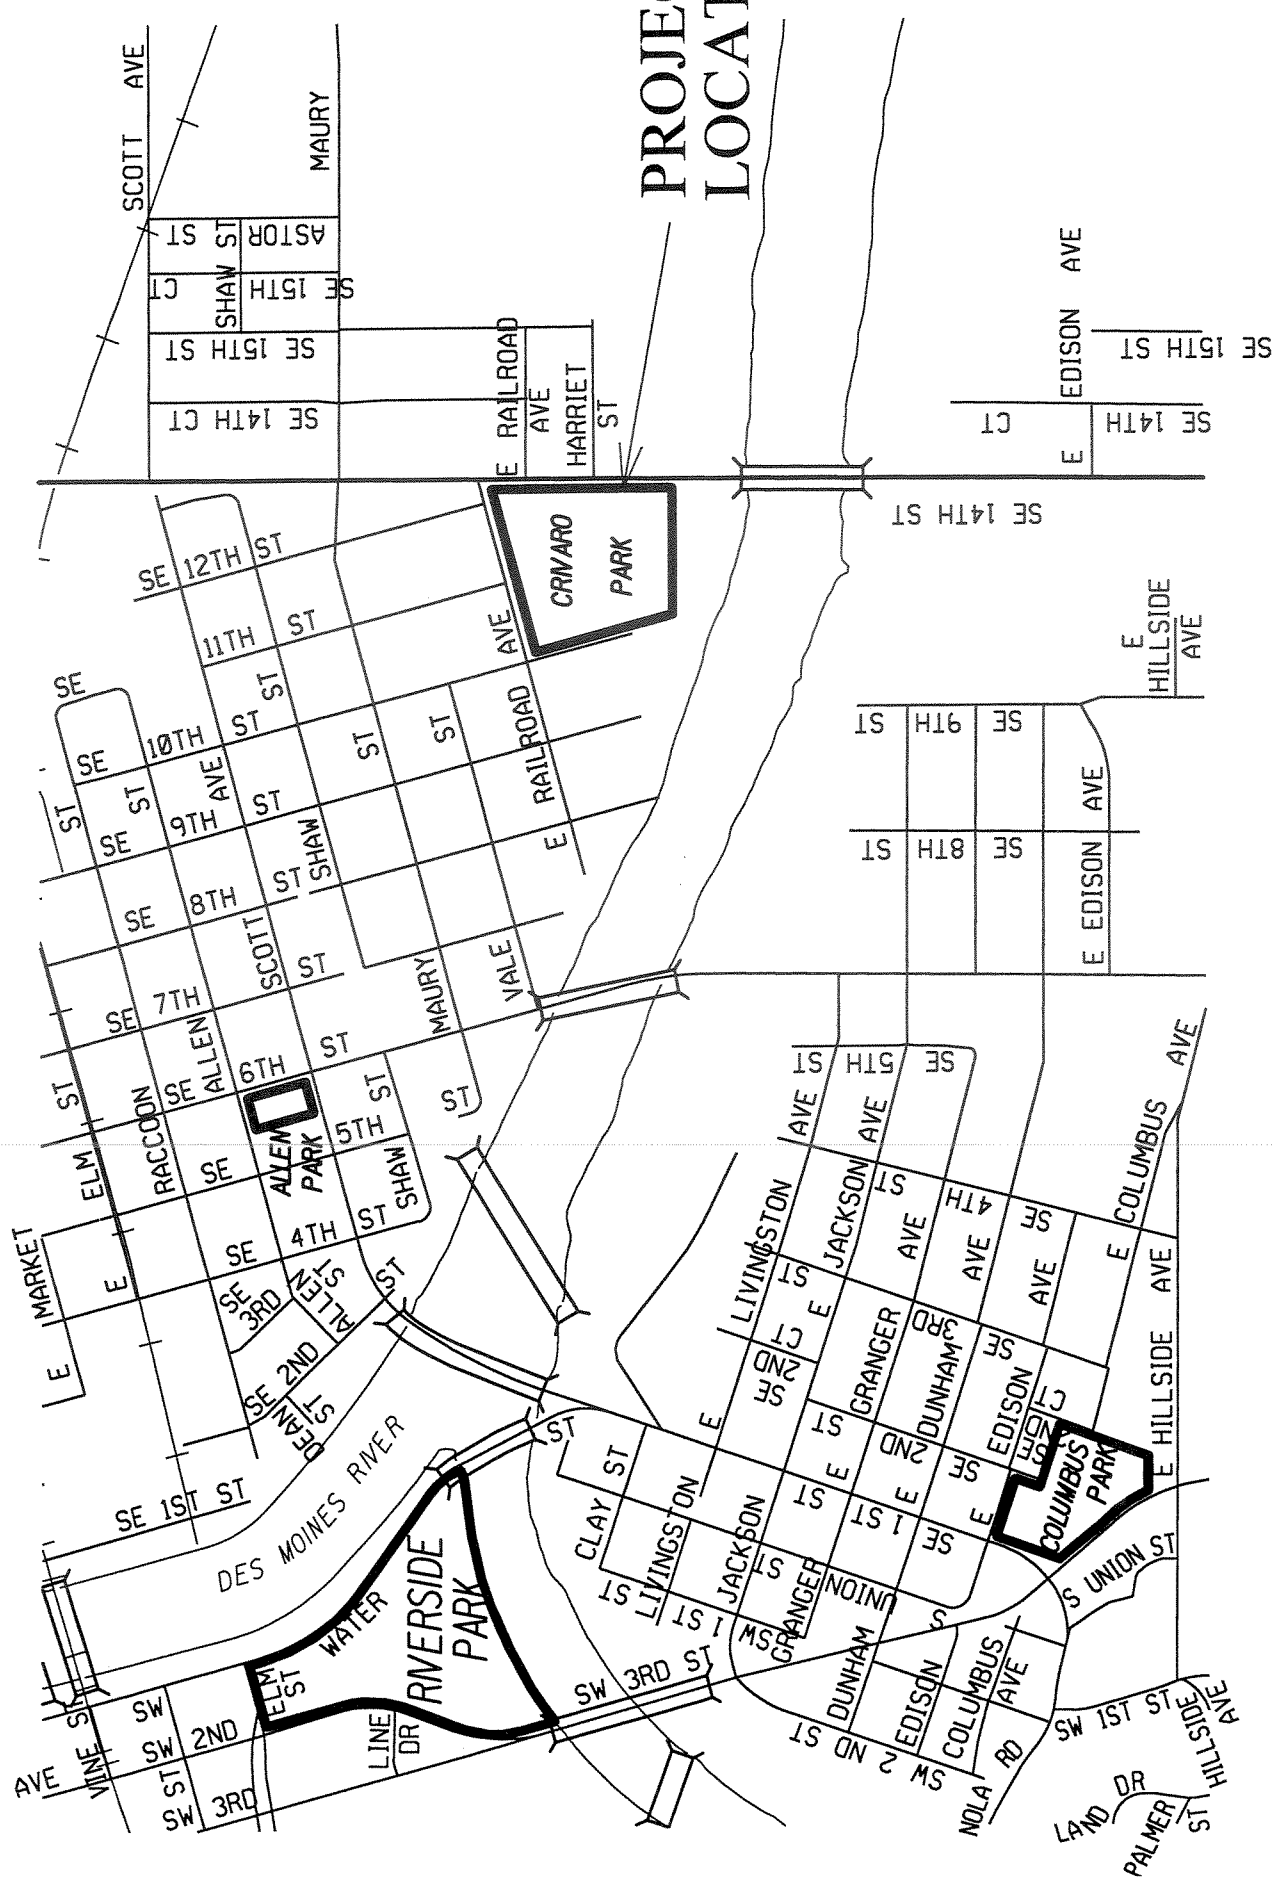 SCOTT AVE
MAURY
ST
ASTOR
SHAW ST
CT
SE 15TH
SE 15TH ST
SE 14TH CT
E RAILROAD
AVE
HARRIET
ST
PROJE
LOCAT
EDISON AVE
E
SE 15TH ST
SE 14TH
CT
SE 14TH ST
CRIVARO
PARK
SE 12TH ST
11TH ST
SE
SE 10TH ST
SE 9TH ST
SE 8TH ST
SE 7TH ST
SE 6TH ST
SE 5TH
SE 4TH ST
SE 3RD
SE 2ND
SE 1ST ST
ST
ST
AVE
ST
ST
ST
AVE
E RAILROAD
SHAW
SCOTT
MAURY
VALE
ALLEN
RACCOON
ST
ELM
E
MARKET
E
ST
SHAW
ST
ALLEN
PARK
ALLEN
ST
ST
DEAN
ST
DES MOINES RIVER
WATER
RIVERSIDE
PARK
ELM
ST
LINE
DR
AVE
VINE ST
SW 2ND
SW
SW 3RD
ST
SW 3RD ST
E
HILLSIDE
AVE
SE 9TH ST
SE 8TH ST
E EDISON AVE
SE 5TH ST
SE 4TH ST
SE 3RD ST
SE 2ND CT
SE 2ND ST
SE 1ST ST
LIVINGSTON AVE
E
JACKSON AVE
E
GRANGER AVE
E
DUNHAM AVE
E
EDISON AVE
E
E COLUMBUS AVE
E HILLSIDE AVE
SE 2ND CT
COLUMBUS
PARK
ST
CLAY ST
LIVINGSTON
JACKSON
GRANGER
DUNHAM
EDISON
COLUMBUS
AVE
SW 1ST ST
S UNION ST
S UNION ST
SW 2ND ST
NOLA RD
SW 1ST ST
HILLSIDE
AVE
LAND DR
PALMER
ST